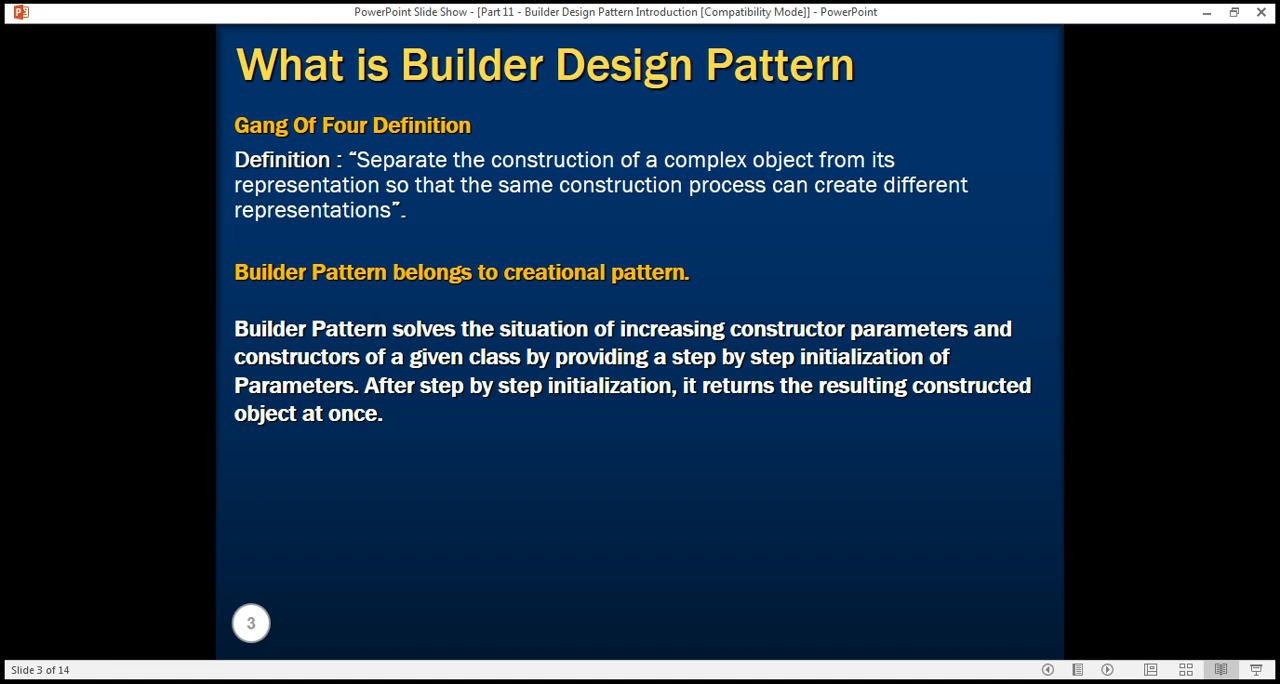 PowerPoint Slide Show - [Part 11 - Builder Design Pattern Introduction [Compatibility Mode]] - PowerPoint
What is Builder Design Pattern
Gang Of Four Definition
Definition : “Separate the construction of a complex object from its
representation so that the same construction process can create different
representations”.
Builder Pattern belongs to creational pattern.
Builder Pattern solves the situation of increasing constructor parameters and
constructors of a given class by providing a step by step initialization of
Parameters. After step by step initialization, it returns the resulting constructed
object at once.
3
Slide 3 of 14